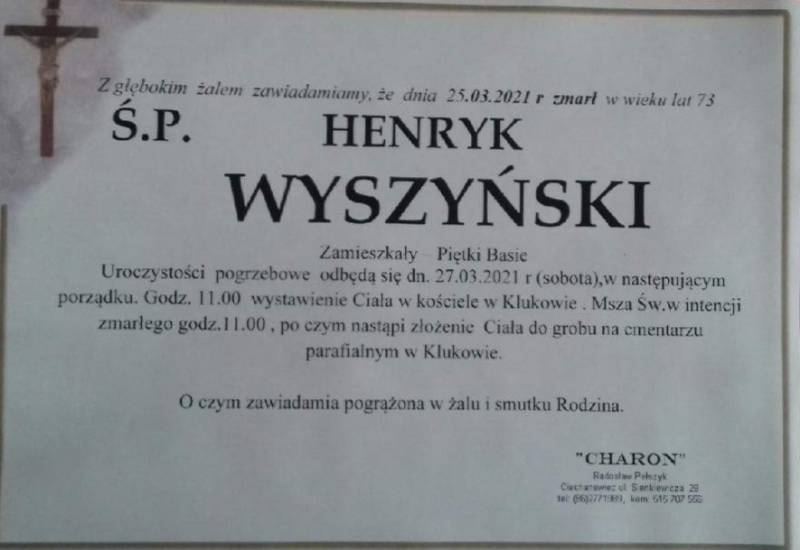 Z głębokim żalem zawiadamiamy, że dnia 25.03.2021 r zmarł w wieku lat 73
Ś.P. HENRYK
WYSZYŃSKI
Zamieszkały Piętki Basie
Uroczystości pogrzebowe odbędą się dn. 27.03.2021 r (sobota),w następującym
porządku. Godz. 11.00 wystawienie Ciała w kościele w Klukowie . Msza Św.w intencji
zmarłego godz.11.00 , po czym nastąpi złożenie Ciała do grobu na cmentarzu
parafialnym w Klukowie.
O czym zawiadamia pogrążona w żalu i smutku Rodzina.
"CHARON"
Radosław
Ciechanowiec ul. Sienkiewicza 29
tel: kom: